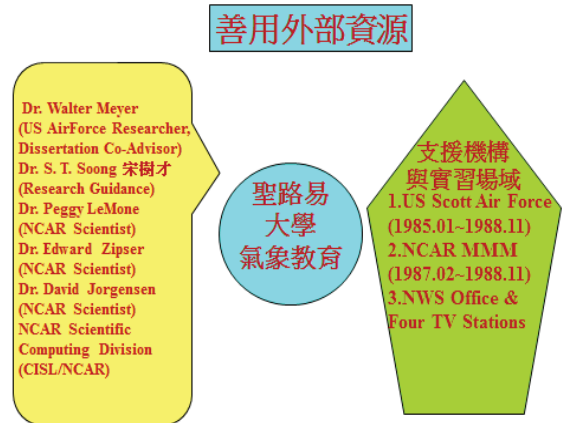 善用外部資源
Dr. Walter Meyer
(US AirForce Researcher,
Dissertation Co-Advisor)
Dr. S. T. Soong 宋樹才
(Research Guidance)
Dr. Peggy LeMone
(NCAR Scientist)
Dr. Edward Zipser
(NCAR Scientist)
Dr. David Jorgensen
(NCAR Scientist)
NCAR Scientific
Computing Division
(CISL/NCAR)
聖路易
大學
氣象教育
支援機構
與實習場域
1.US Scott Air Force
(1985.01~1988.11)
2.NCAR MMM
(1987.02~1988.11)
3.NWS Office &
Four TV Stations